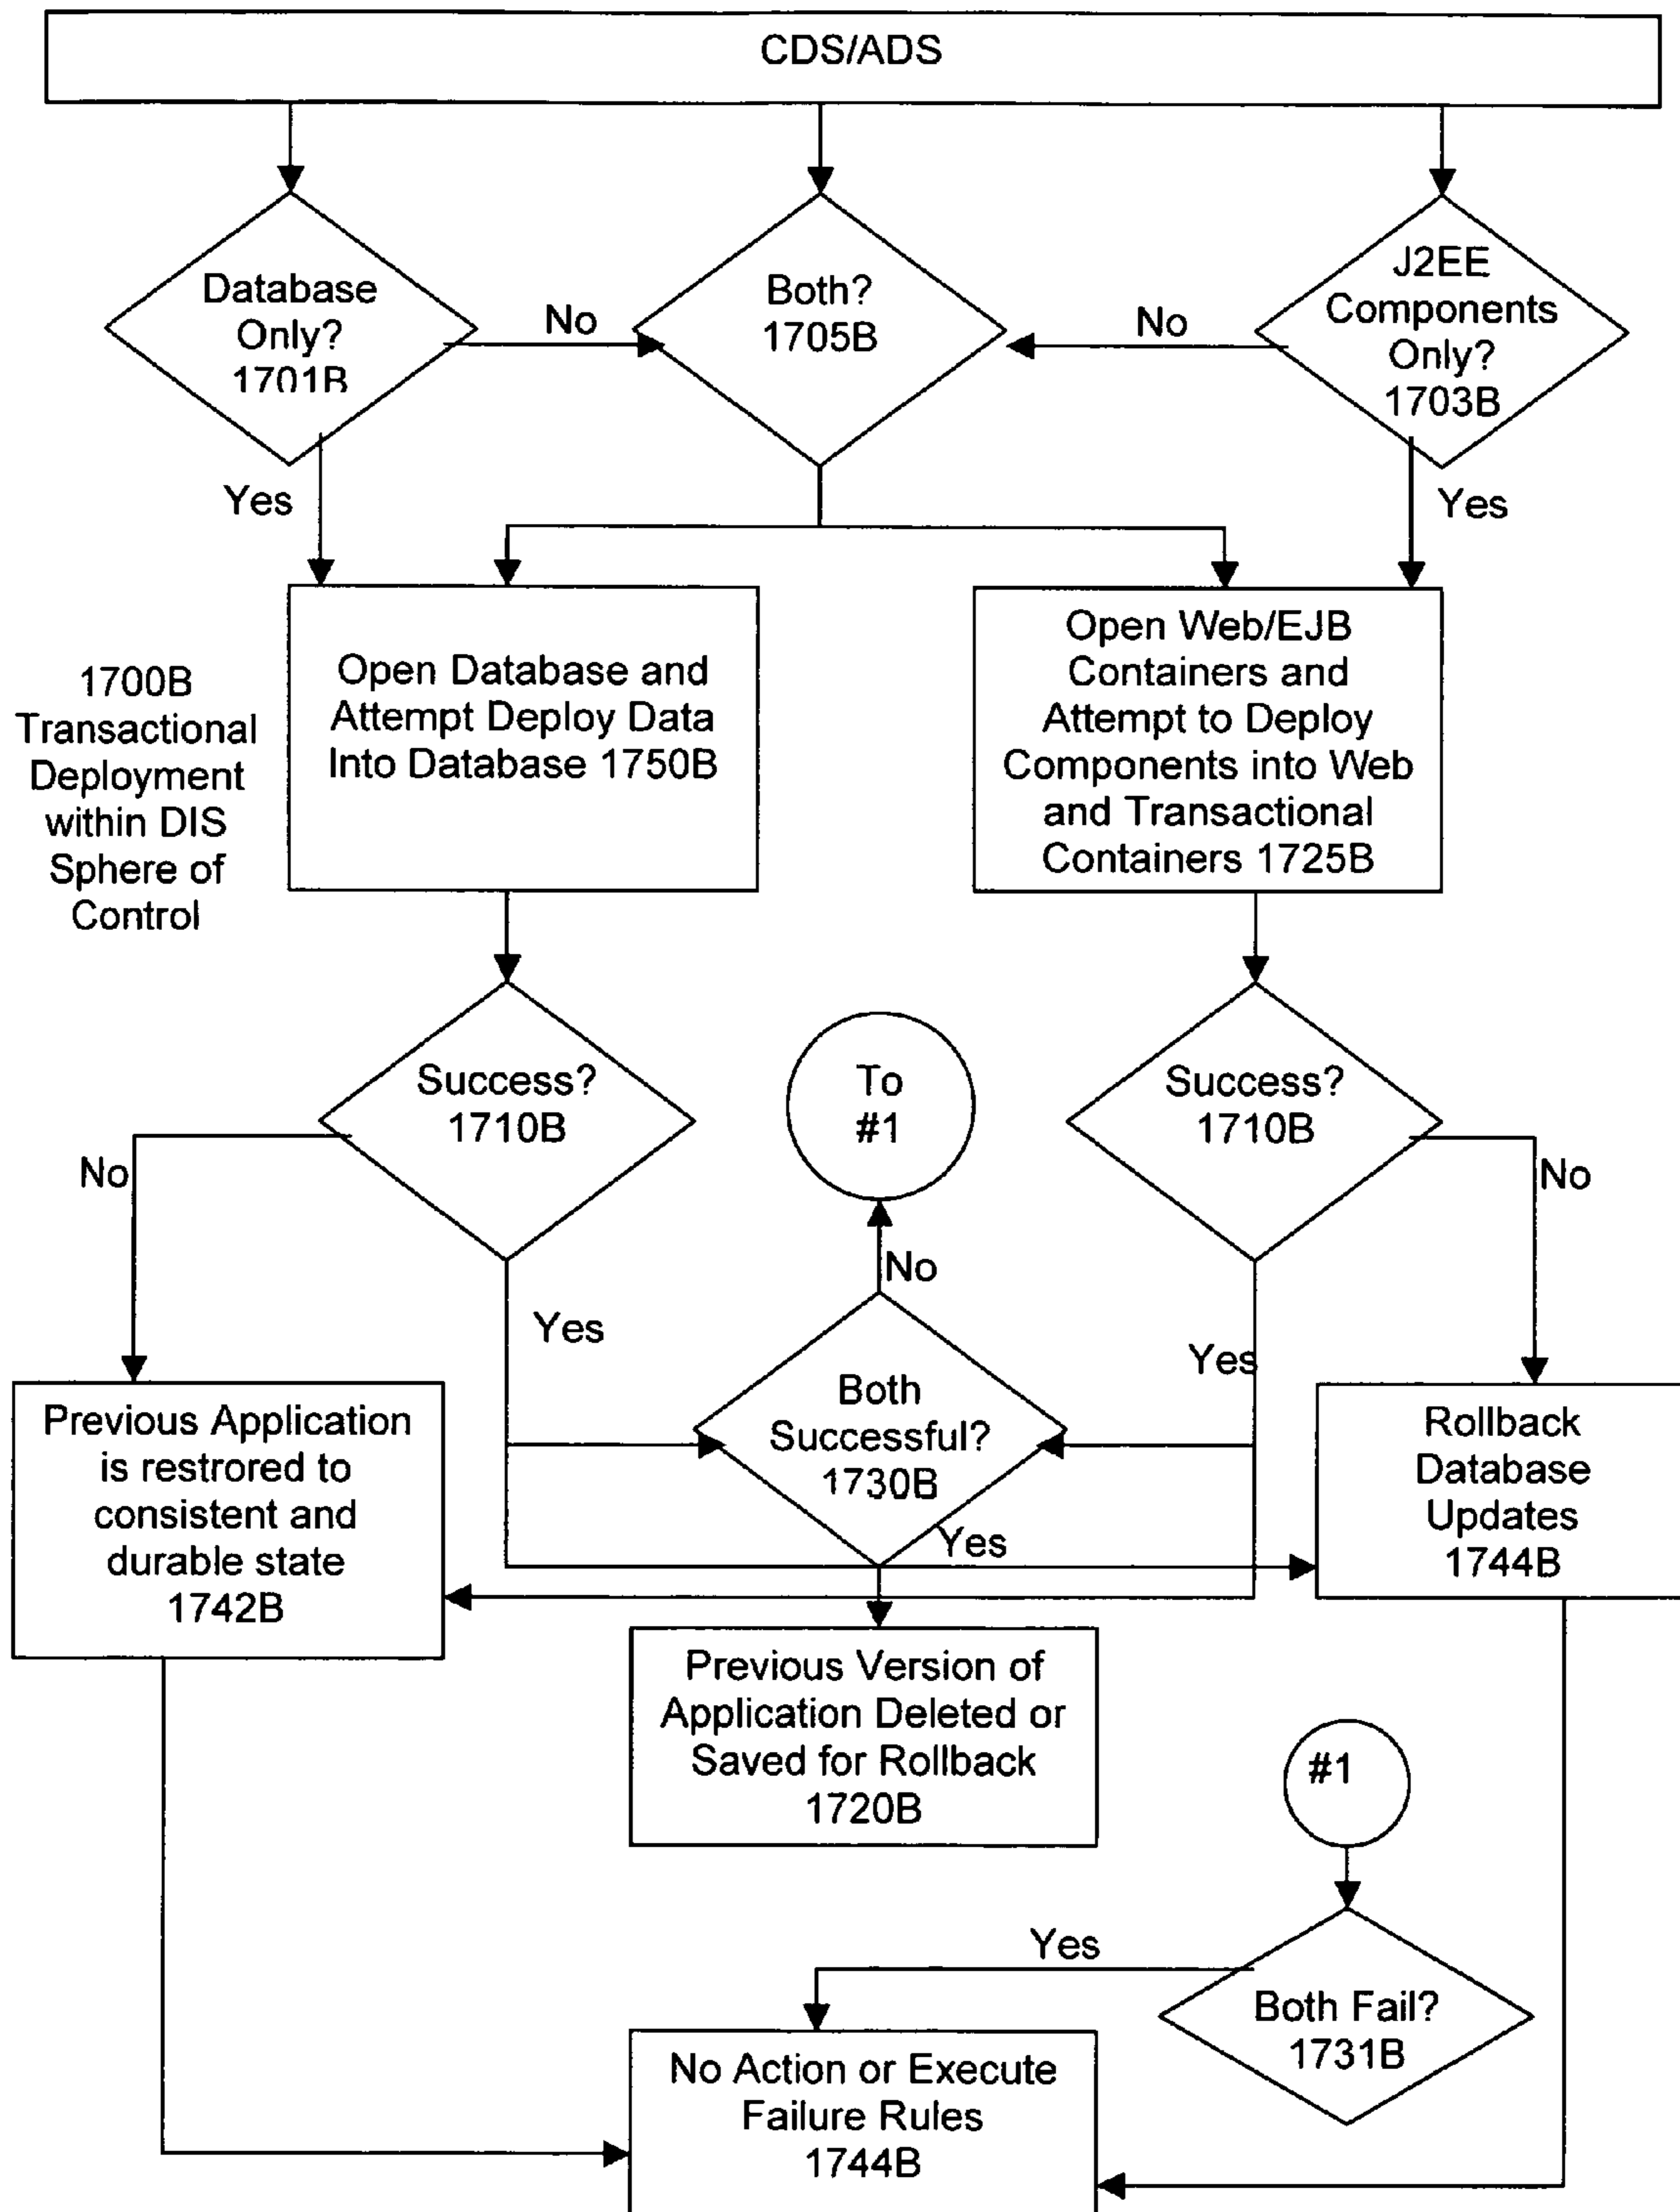 CDS/ADS
Database
Only?
1701B
No
Both?
1705B
No
J2EE
Components
Only?
1703B
Yes
Yes
1700B
Transactional
Deployment
within DIS
Sphere of
Control
Open Database and
Attempt Deploy Data
Into Database 1750B
Open Web/EJB
Containers and
Attempt to Deploy
Components into Web
and Transactional
Containers 1725B
Success?
1710B
To
#1
Success?
1710B
No
No
No
Yes
Yes
Both
Successful?
1730B
Yes
Previous Application
is restrored to
consistent and
durable state
1742B
Rollback
Database
Updates
1744B
Previous Version of
Application Deleted or
Saved for Rollback
1720B
#1
Yes
Both Fail?
1731B
No Action or Execute
Failure Rules
1744B